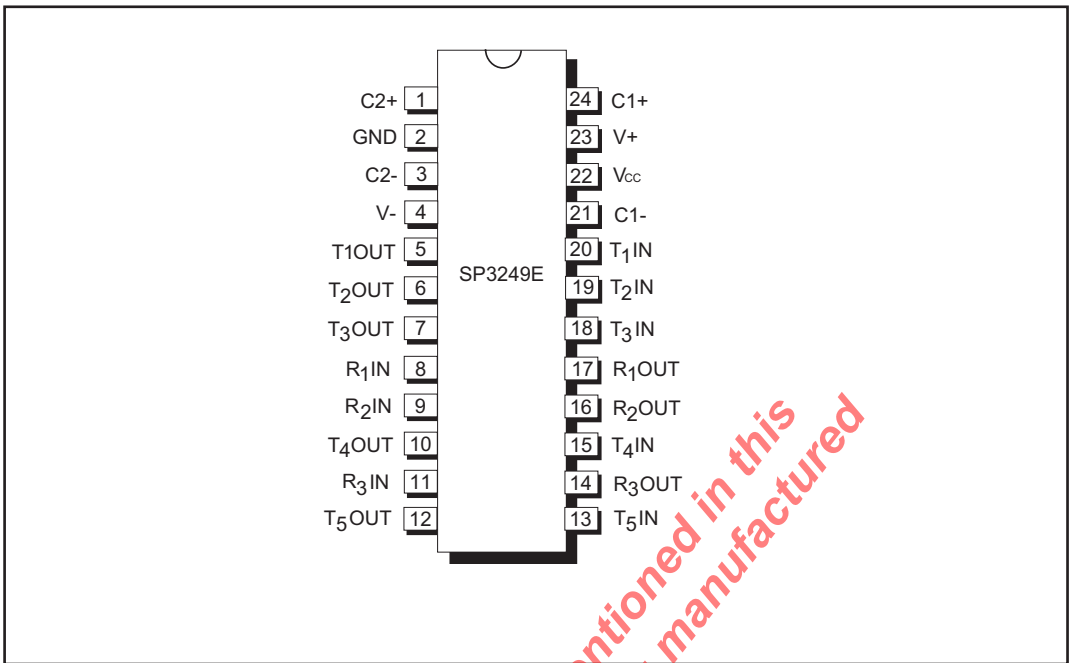 C2+ 1
GND 2
C2- 3
V- 4
T1OUT 5
T2OUT 6
T3OUT 7
R1IN 8
R2IN 9
T4OUT 10
R3IN 11
T5OUT 12
SP3249E
24 C1+
23 V+
22 Vcc
21 C1-
20 T1IN
19 T2IN
18 T3IN
17 R1OUT
16 R2OUT
15 T4IN
14 R3OUT
13 T5IN
in this
manufactured